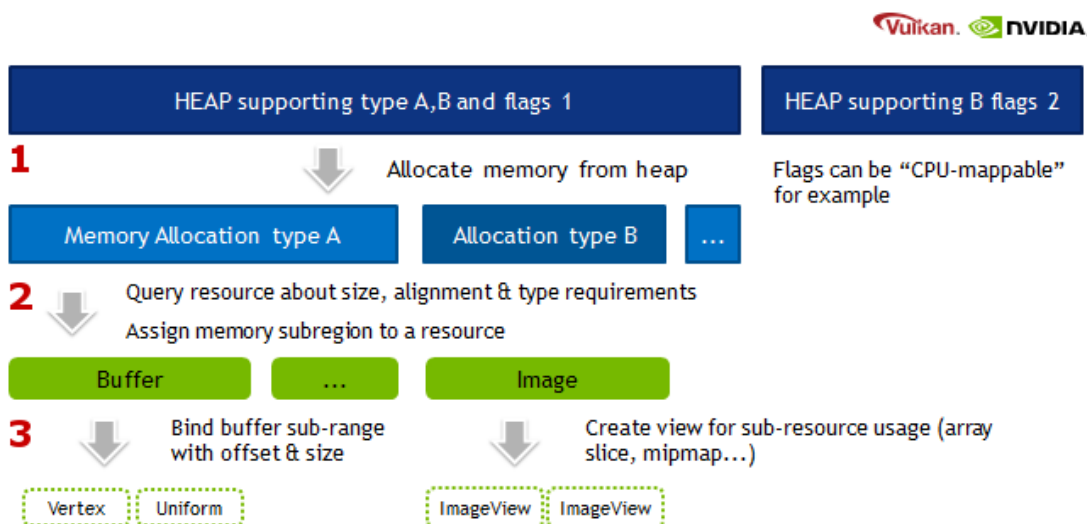 Vulkan. NVIDIA
HEAP supporting type A,B and flags 1
HEAP supporting B flags 2
1
Allocate memory from heap
Flags can be “CPU-mappable”
for example
Memory Allocation type A
Allocation type B
...
2
Query resource about size, alignment & type requirements
Assign memory subregion to a resource
Buffer
...
Image
3
Bind buffer sub-range
with offset & size
Create view for sub-resource usage (array
slice, mipmap...)
Vertex
Uniform
ImageView
ImageView